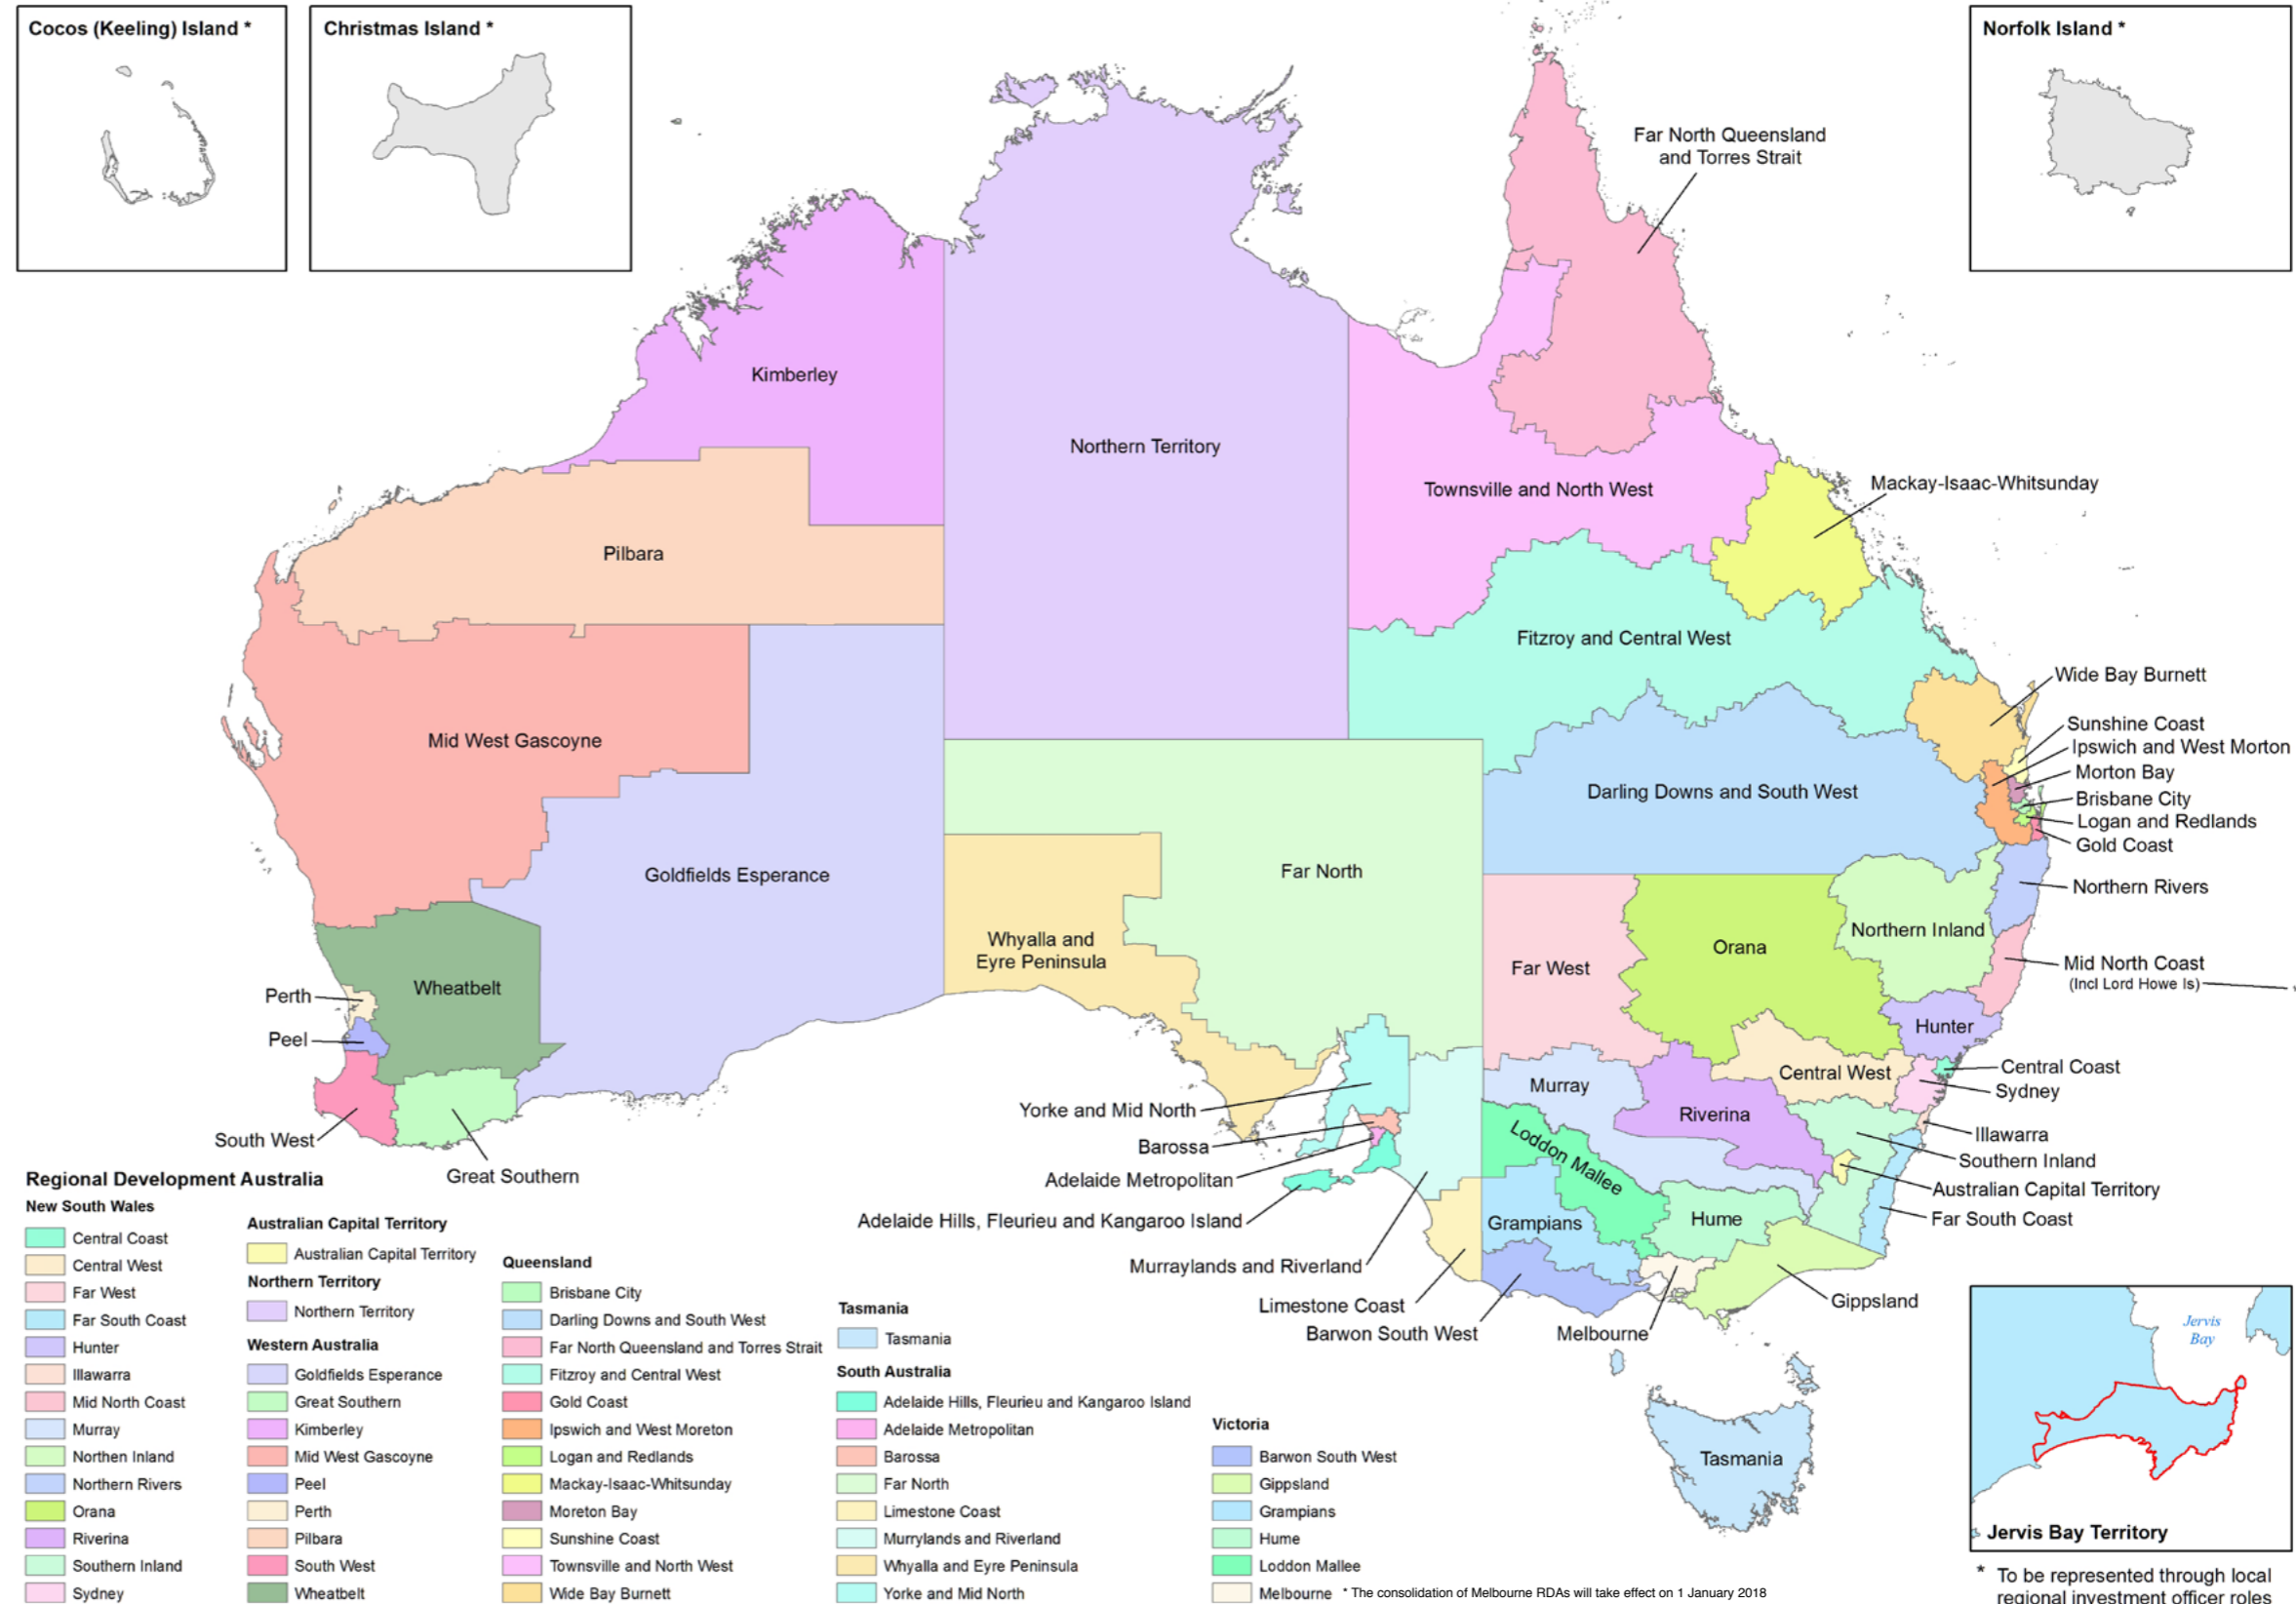 Cocos (Keeling) Island *
Christmas Island *
Norfolk Island *
Far North Queensland
and Torres Strait
Kimberley
Northern Territory
Townsville and North West
Mackay-Isaac-Whitsunday
Pilbara
Fitzroy and Central West
Wide Bay Burnett
Sunshine Coast
Ipswich and West Morton
Morton Bay
Brisbane City
Logan and Redlands
Gold Coast
Mid West Gascoyne
Darling Downs and South West
Goldfields Esperance
Far North
Northern Rivers
Whyalla and
Eyre Peninsula
Far West
Orana
Northern Inland
Mid North Coast
(Incl Lord Howe Is)
Wheatbelt
Perth
Peel
Hunter
Central Coast
Central West
Sydney
Murray
Riverina
Yorke and Mid North
Barossa
Adelaide Metropolitan
Adelaide Hills, Fleurieu and Kangaroo Island
Murraylands and Riverland
Limestone Coast
Barwon South West
Melbourne
Loddon Mallee
Grampians
Hume
Illawarra
Southern Inland
Australian Capital Territory
Far South Coast
Gippsland
South West
Great Southern
Tasmania
Jervis
Bay
Jervis Bay Territory
* To be represented through local
regional investment officer roles
Regional Development Australia
New South Wales
Central Coast
Central West
Far West
Far South Coast
Hunter
Illawarra
Mid North Coast
Murray
Northen Inland
Northern Rivers
Orana
Riverina
Southern Inland
Sydney
Australian Capital Territory
Australian Capital Territory
Northern Territory
Northern Territory
Western Australia
Goldfields Esperance
Great Southern
Kimberley
Mid West Gascoyne
Peel
Perth
Pilbara
South West
Wheatbelt
Queensland
Brisbane City
Darling Downs and South West
Far North Queensland and Torres Strait
Fitzroy and Central West
Gold Coast
Ipswich and West Moreton
Logan and Redlands
Mackay-Isaac-Whitsunday
Moreton Bay
Sunshine Coast
Townsville and North West
Wide Bay Burnett
Tasmania
Tasmania
South Australia
Adelaide Hills, Fleurieu and Kangaroo Island
Adelaide Metropolitan
Barossa
Far North
Limestone Coast
Murrylands and Riverland
Whyalla and Eyre Peninsula
Yorke and Mid North
Victoria
Barwon South West
Gippsland
Grampians
Hume
Loddon Mallee
Melbourne * The consolidation of Melbourne RDAs will take effect on 1 January 2018